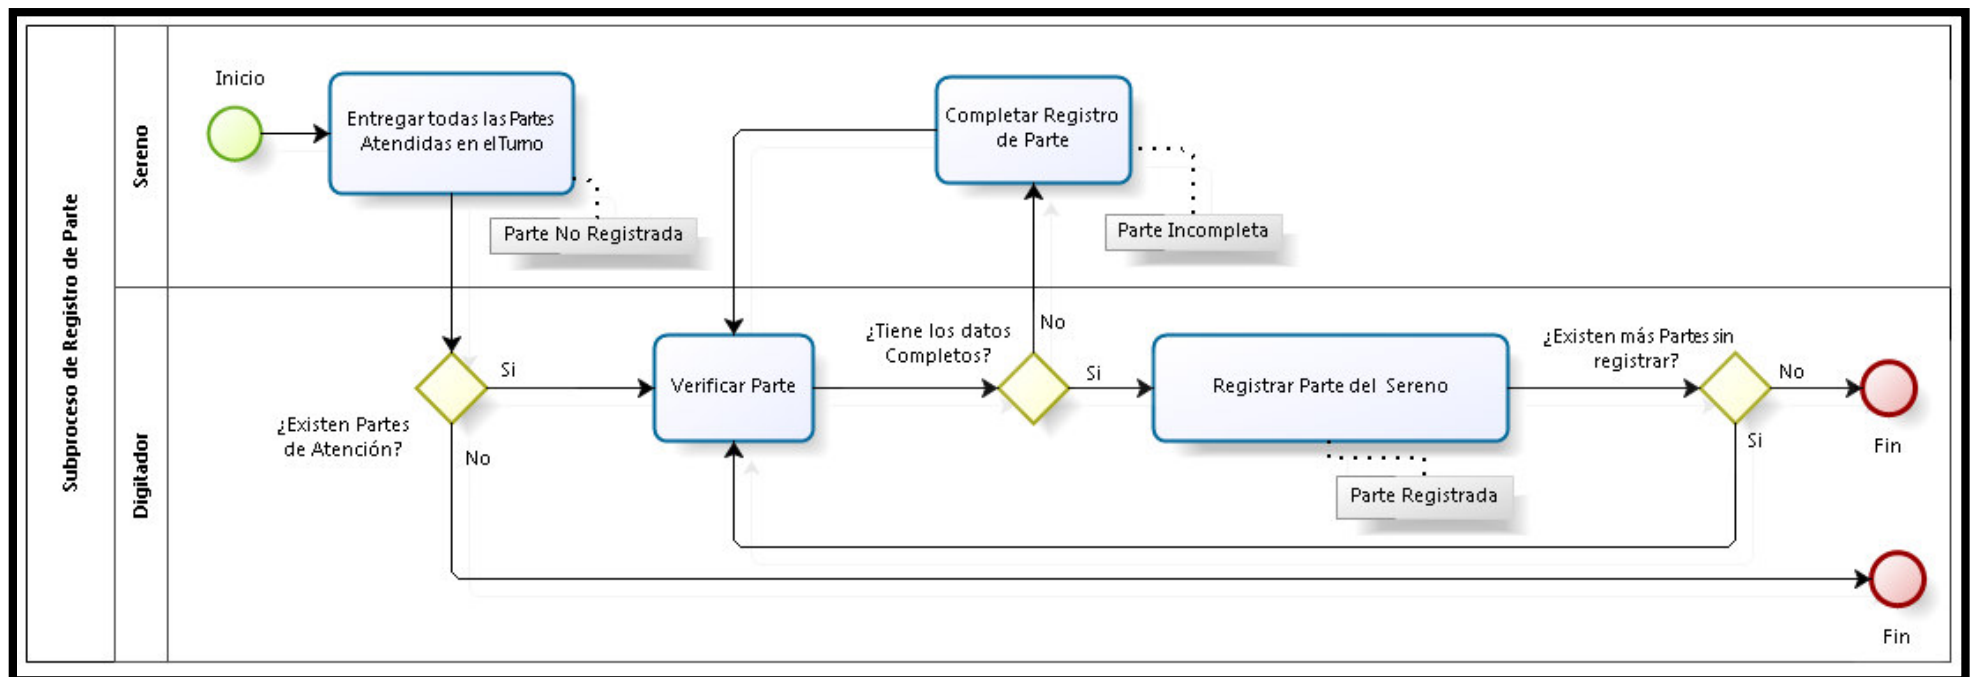 Subproceso de Registro de Parte
Sereno
Inicio
Entregar todas las Partes
Atendidas en el Turno
Parte No Registrada
Completar Registro
de Parte
Parte Incompleta
Digitador
¿Existen Partes
de Atención?
Si
No
Verificar Parte
¿Tiene los datos
Completos?
No
Si
Registrar Parte del Sereno
Parte Registrada
¿Existen más Partes sin
registrar?
No
Si
Fin
Fin